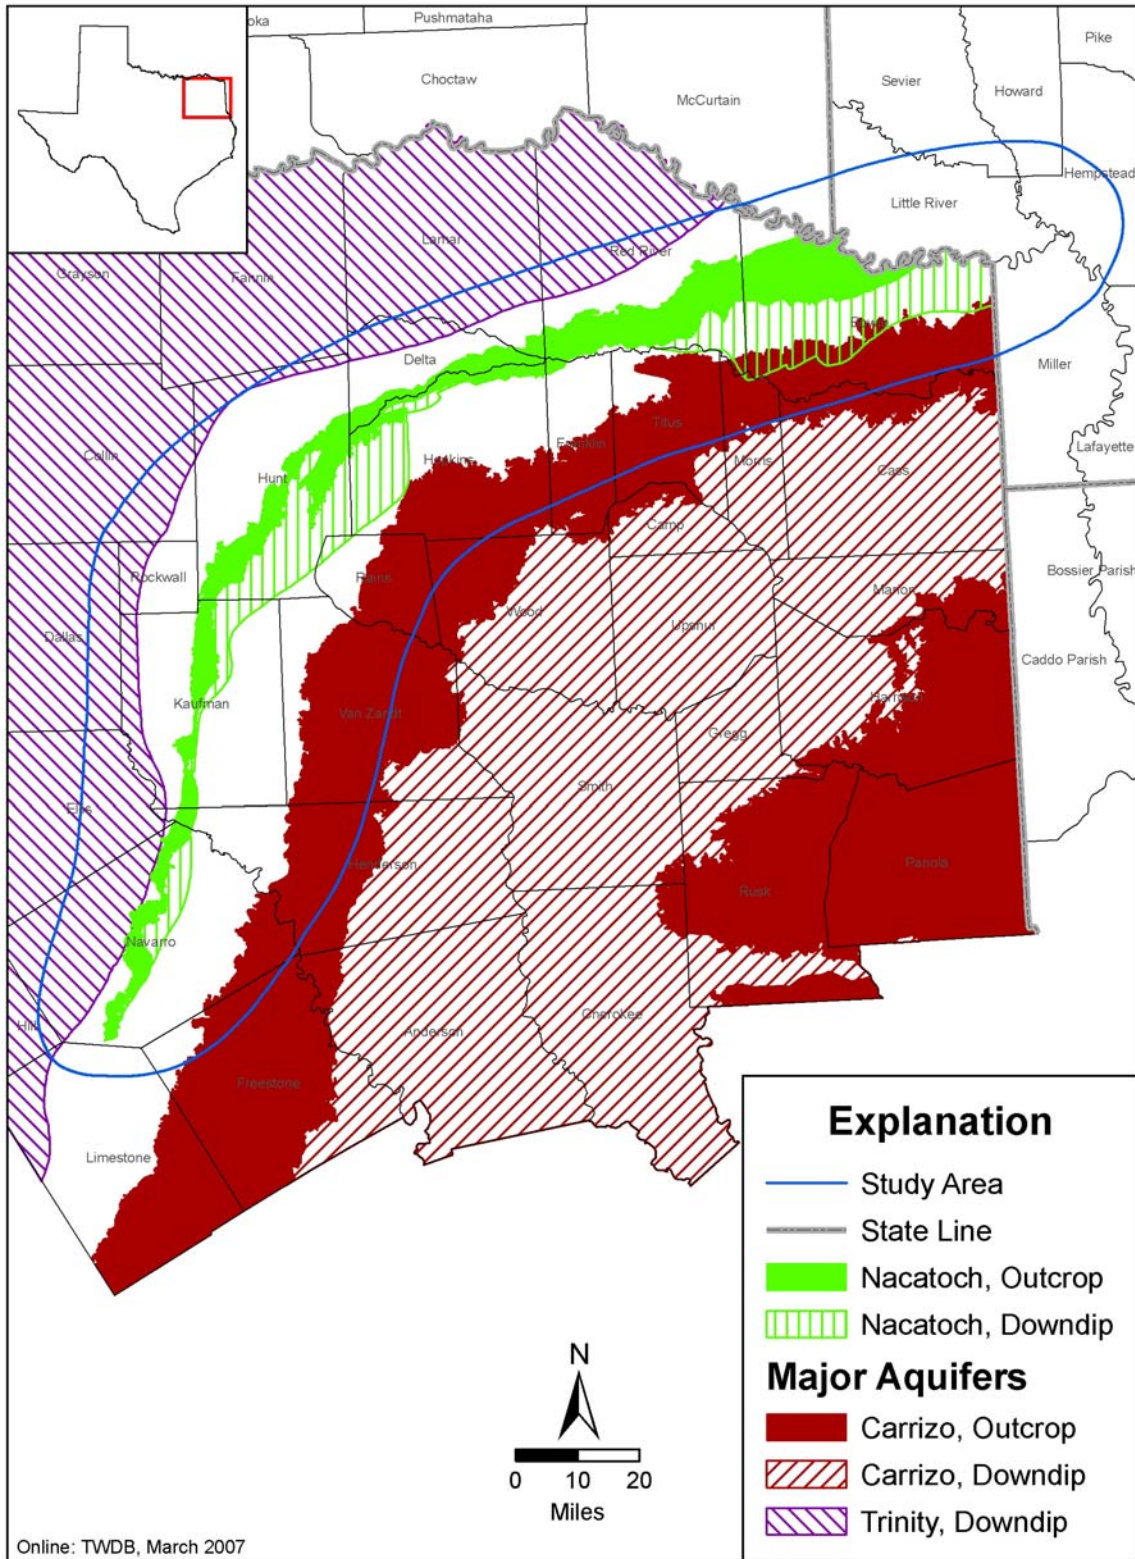 oka
Pushmataha
Pike
Choctaw
Sevier
Howard
McCurtain
Hempstead
Little River
Lamar
Red River
Grayson
Fannin
Delta
Miller
Titus
Franklin
Lafayette
Collin
Hopkins
Morris
Cass
Hunt
Camp
Rockwall
Rains
Bossier Parish
Marion
Wood
Upshur
Dallas
Caddo Parish
Kaufman
Van Zandt
Harrison
Gregg
Smith
Ellis
Henderson
Panola
Rusk
Navarro
Cherokee
Hill
Anderson
Freestone
Limestone
Explanation
Study Area
State Line
Nacatoch, Outcrop
Nacatoch, Downdip
Major Aquifers
Carrizo, Outcrop
Carrizo, Downdip
Trinity, Downdip
N
0 10 20
Miles
Online: TWDB, March 2007